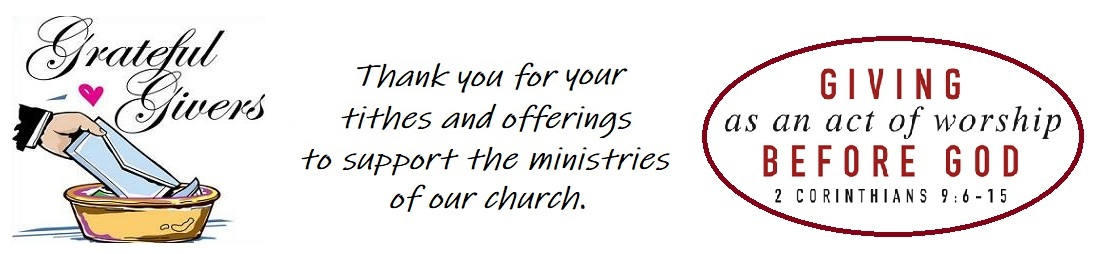 Grateful
Givers
Thank you for your
tithes and offerings
to support the ministries
of our church.
GIVING
as an act of worship
BEFORE GOD
2 CORINTHIANS 9:6-15